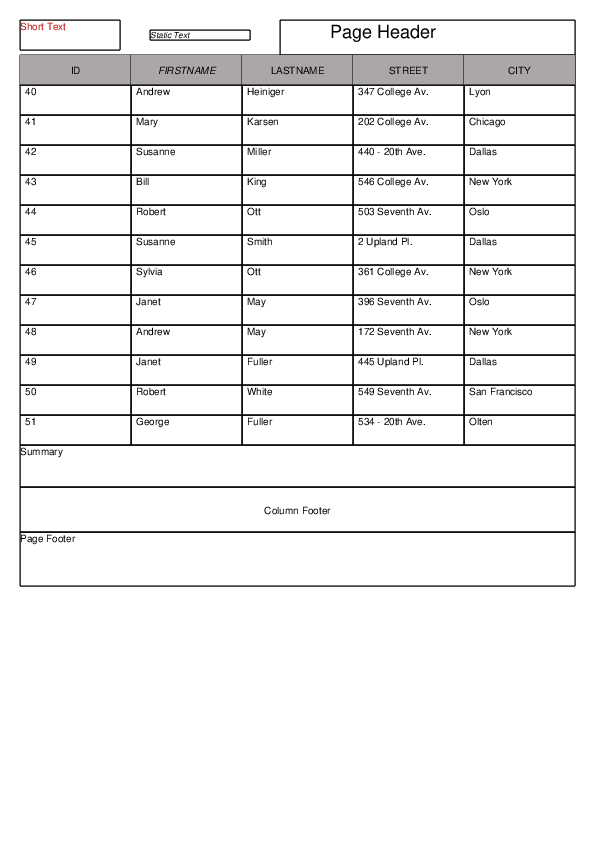 Short Text
Static Text
Page Header
ID FIRSTNAME LASTNAME STREET CITY
40 Andrew Heiniger 347 College Av. Lyon
41 Mary Karsen 202 College Av. Chicago
42 Susanne Miller 440 - 20th Ave. Dallas
43 Bill King 546 College Av. New York
44 Robert Ott 503 Seventh Av. Oslo
45 Susanne Smith 2 Upland Pl. Dallas
46 Sylvia Ott 361 College Av. New York
47 Janet May 396 Seventh Av. Oslo
48 Andrew May 172 Seventh Av. New York
49 Janet Fuller 445 Upland Pl. Dallas
50 Robert White 549 Seventh Av. San Francisco
51 George Fuller 534 - 20th Ave. Olten
Summary
Column Footer
Page Footer